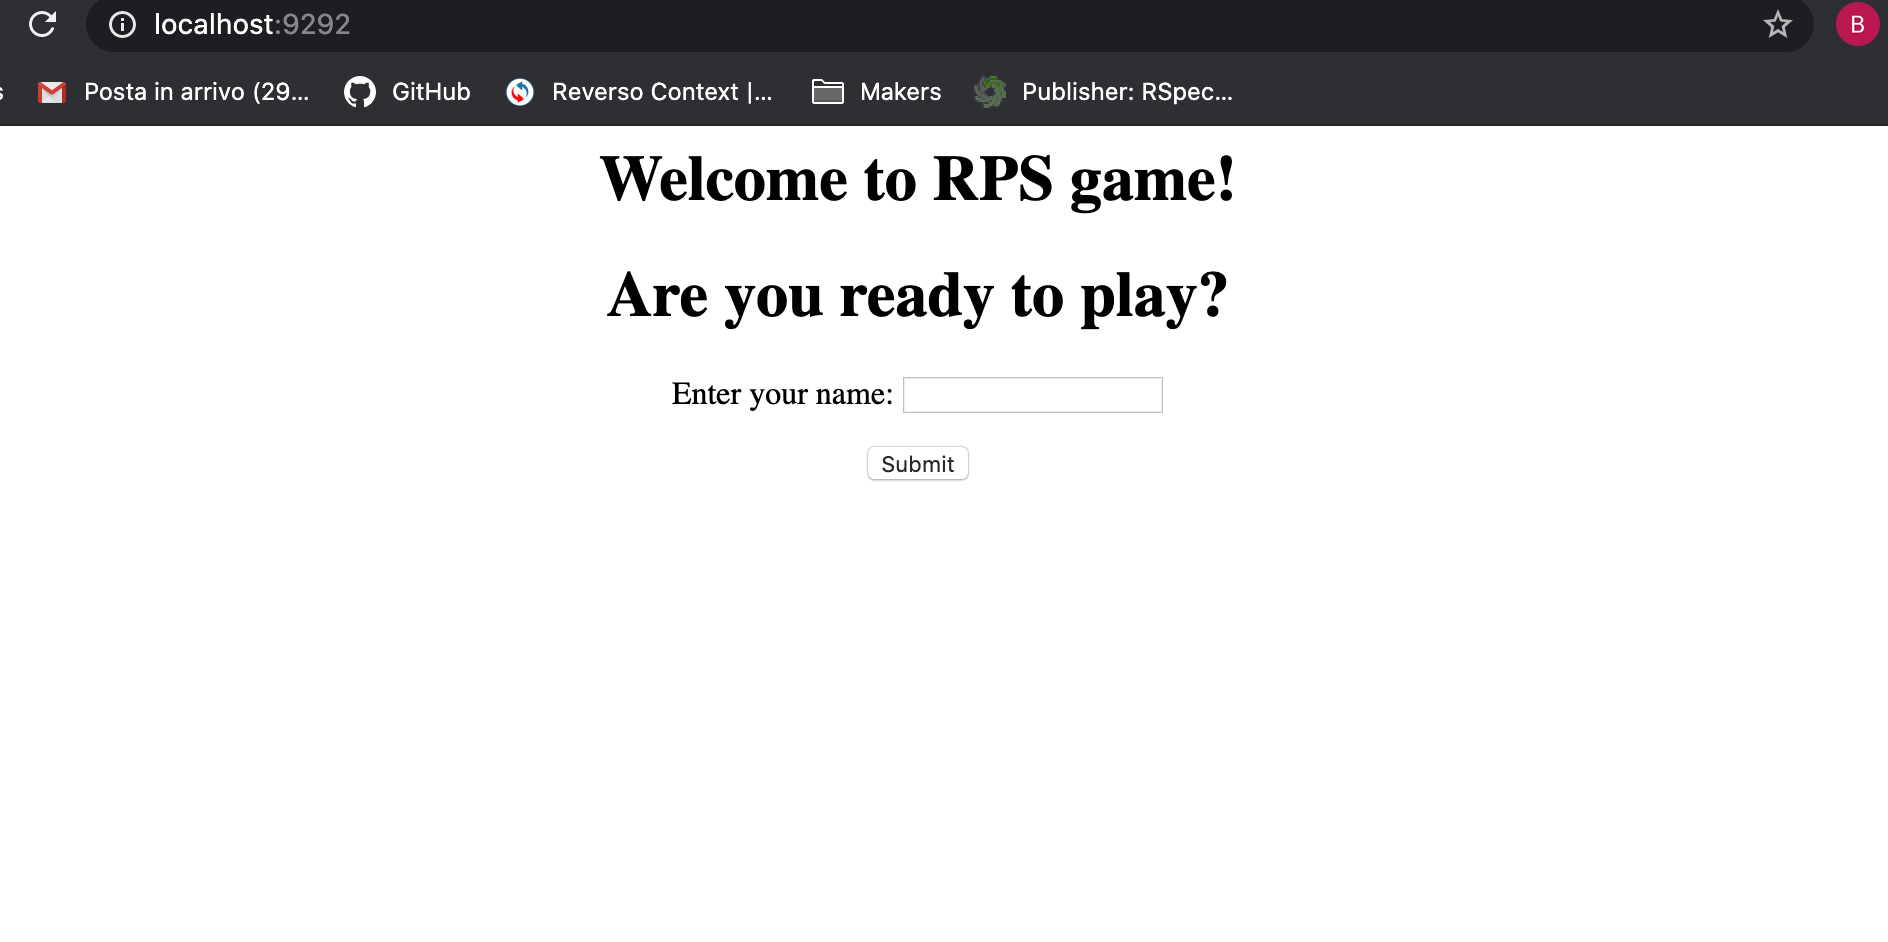 localhost:9292
B
s Posta in arrivo (29... GitHub Reverso Context |... Makers Publisher: RSpec...
Welcome to RPS game!
Are you ready to play?
Enter your name:
Submit